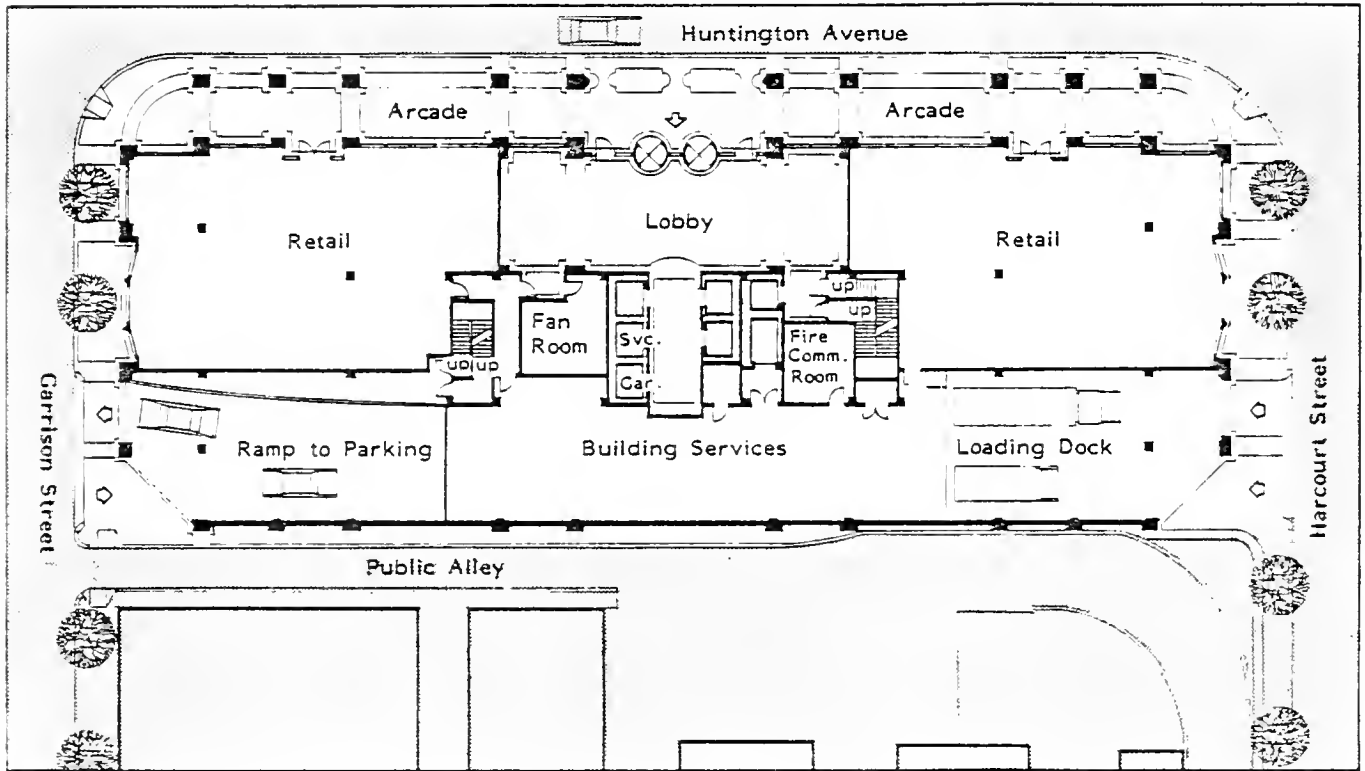 Huntington Avenue
Arcade
Arcade
Lobby
Retail
Retail
up
up
Fan
Room
Svc.
Gar.
Fire
Comm.
Room
up up
Garrison Street
Harcourt Street
Ramp to Parking
Building Services
Loading Dock
Public Alley